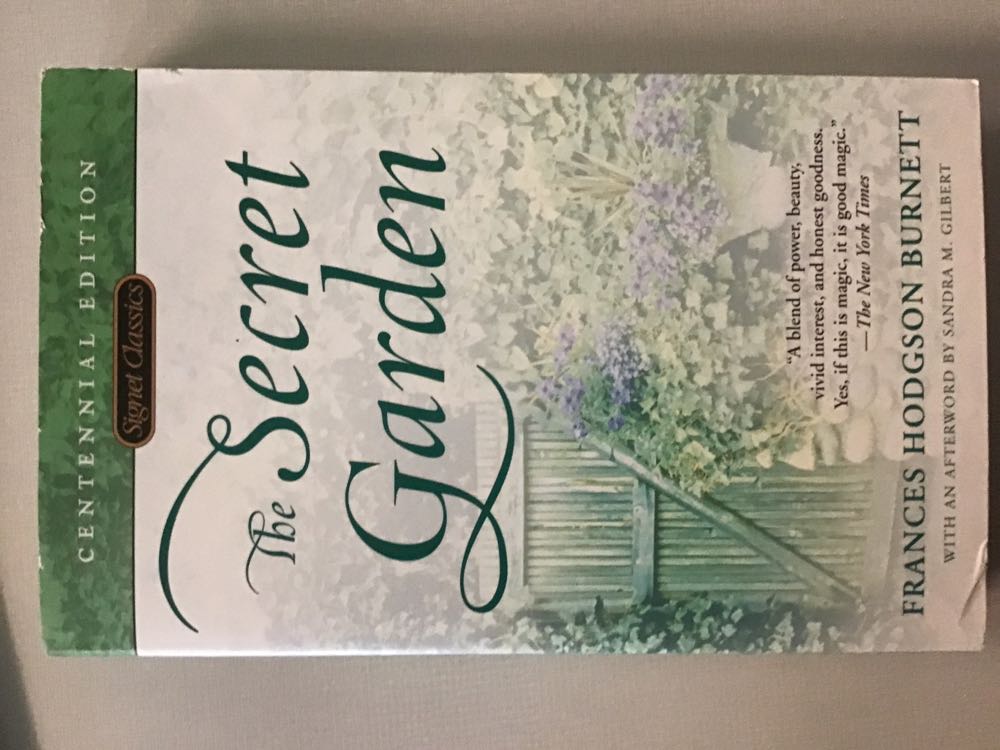 CENTENNIAL EDITION
Signet Classics
The Secret
Garden
“A blend of power, beauty,
vivid interest, and honest goodness.
Yes, if this is magic, it is good magic.”
—The New York Times
FRANCES HODGSON BURNETT
WITH AN AFTERWORD BY SANDRA M. GILBERT